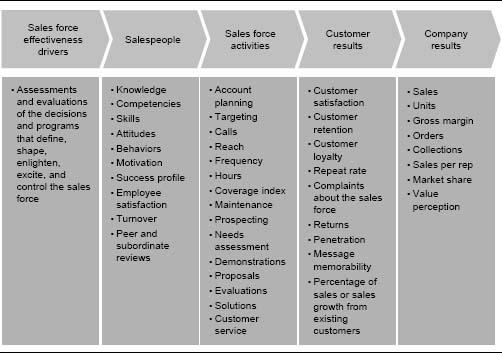 Sales force
effectiveness
drivers
Salespeople
Sales force
activities
Customer
results
Company
results
• Assessments
and evaluations
of the decisions
and programs
that define,
shape,
enlighten,
excite, and
control the sales
force
• Knowledge
• Competencies
• Skills
• Attitudes
• Behaviors
• Motivation
• Success profile
• Employee
satisfaction
• Turnover
• Peer and
subordinate
reviews
• Account
planning
• Targeting
• Calls
• Reach
• Frequency
• Hours
• Coverage index
• Maintenance
• Prospecting
• Needs
assessment
• Demonstrations
• Proposals
• Evaluations
• Solutions
• Customer
service
• Customer
satisfaction
• Customer
retention
• Customer
loyalty
• Repeat rate
• Complaints
about the sales
force
• Returns
• Penetration
• Message
memorability
• Percentage of
sales or sales
growth from
existing
customers
• Sales
• Units
• Gross margin
• Orders
• Collections
• Sales per rep
• Market share
• Value
perception